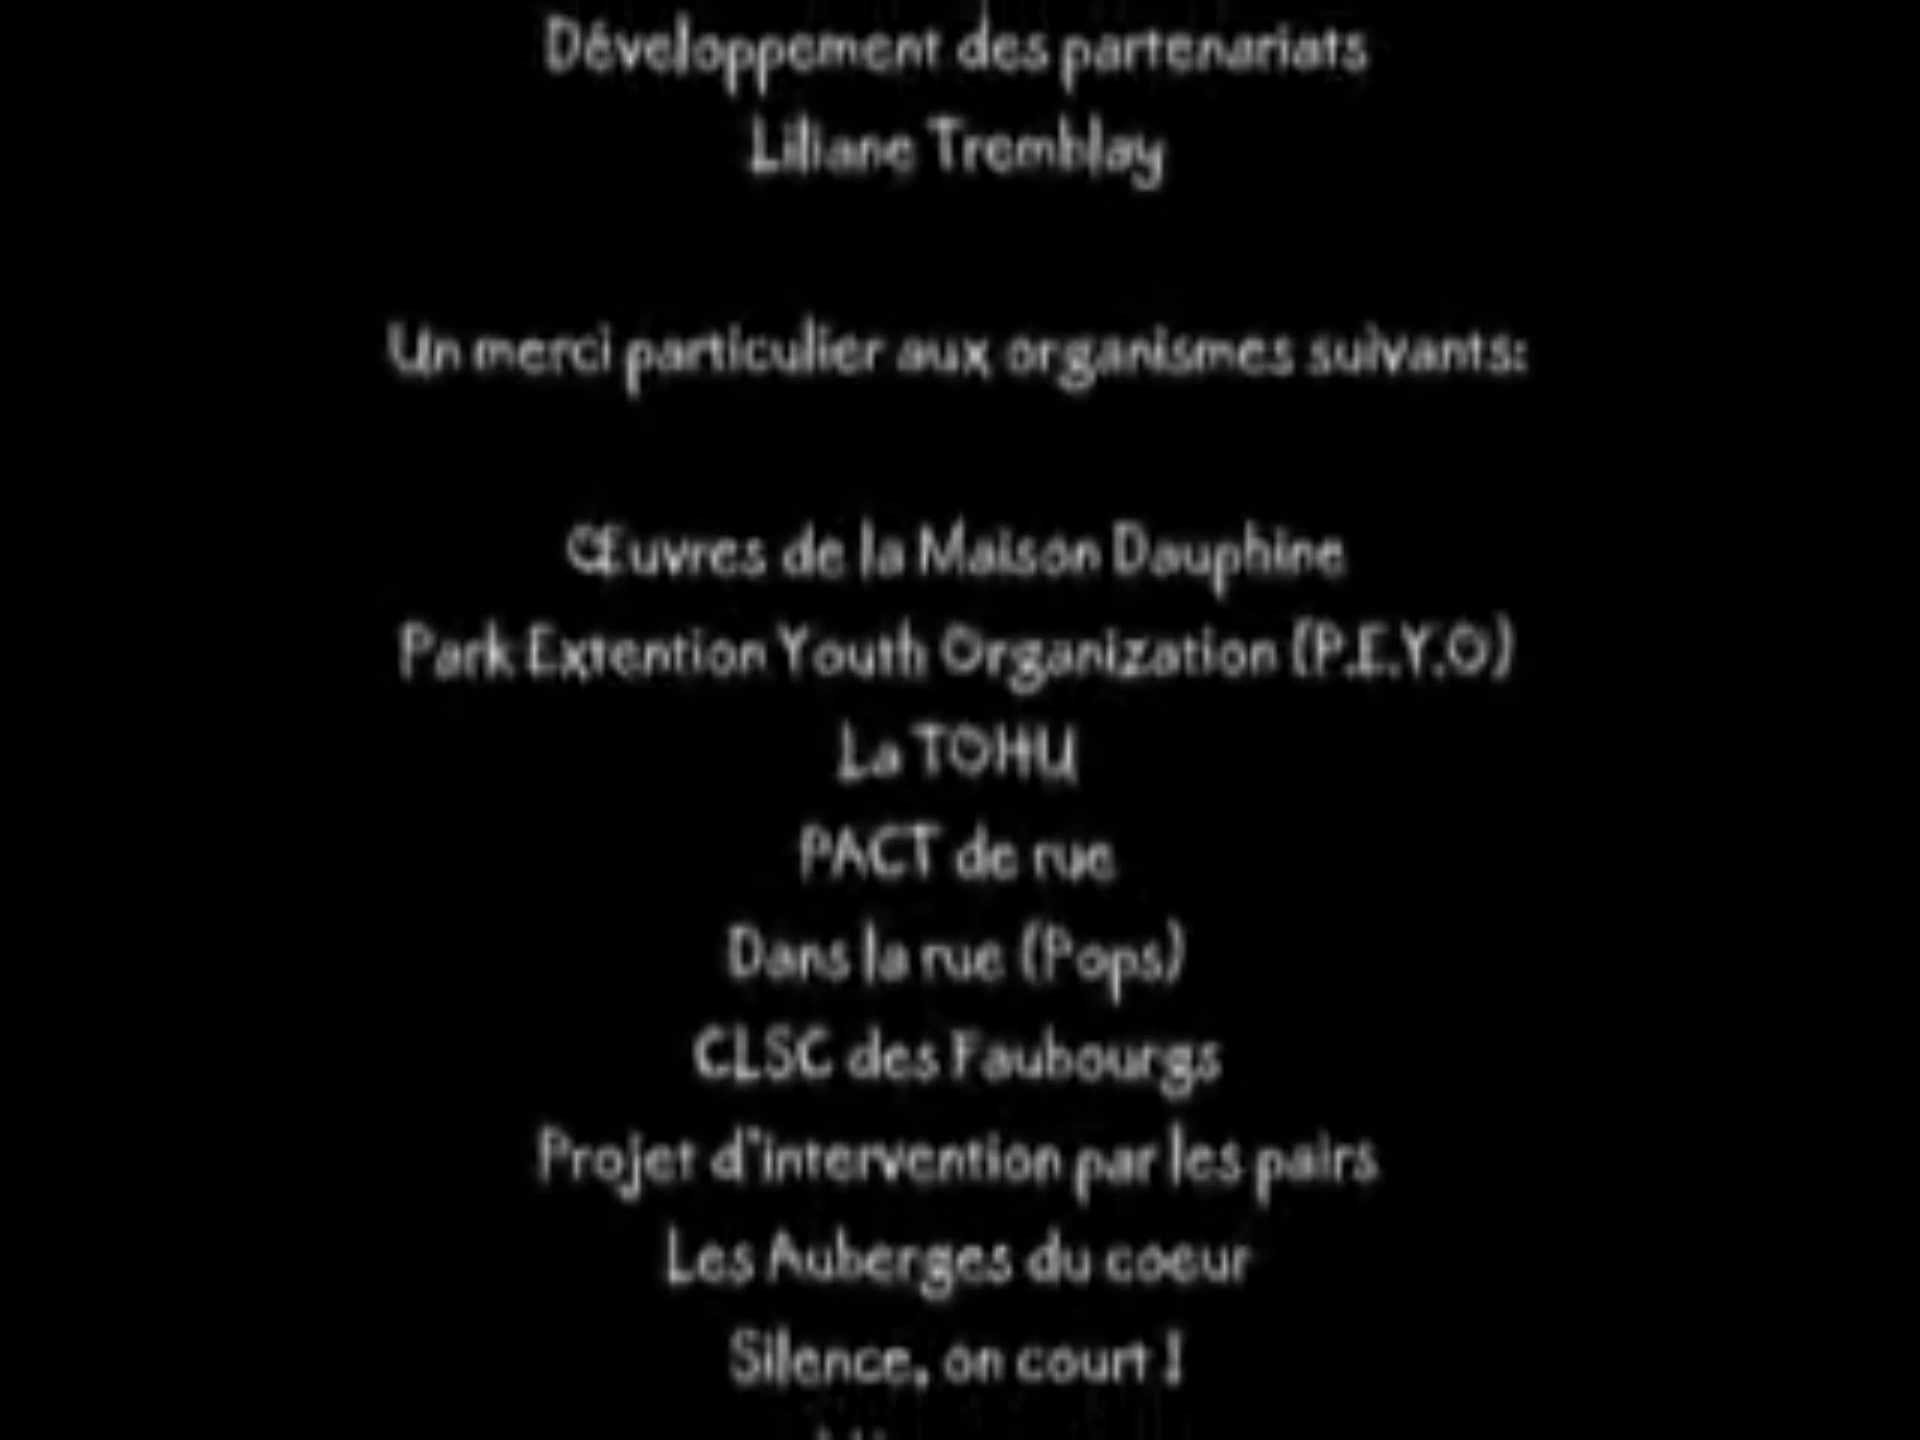 Développement des partenariats
Liliane Tremblay
Un merci particulier aux organismes suivants:
Œuvres de la Maison Dauphine
Park Extention Youth Organization (P.E.Y.O)
La TOHU
PACT de rue
Dans la rue (Pops)
CLSC des Faubourgs
Projet d'intervention par les pairs
Les Auberges du coeur
Silence, on court !